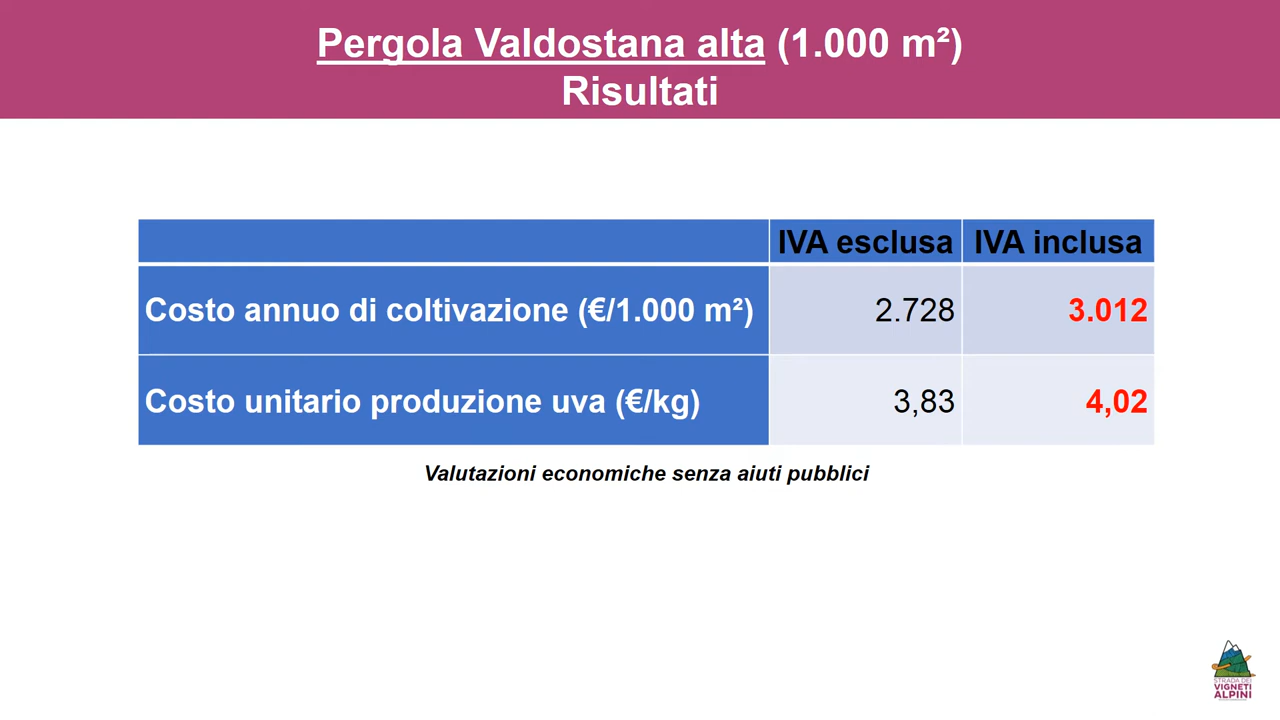 Pergola Valdostana alta (1.000 m²)
Risultati
IVA esclusa IVA inclusa
Costo annuo di coltivazione (€/1.000 m²) 2.728 3.012
Costo unitario produzione uva (€/kg) 3,83 4,02
Valutazioni economiche senza aiuti pubblici
STRADA DEI
VIGNETI
ALPINI